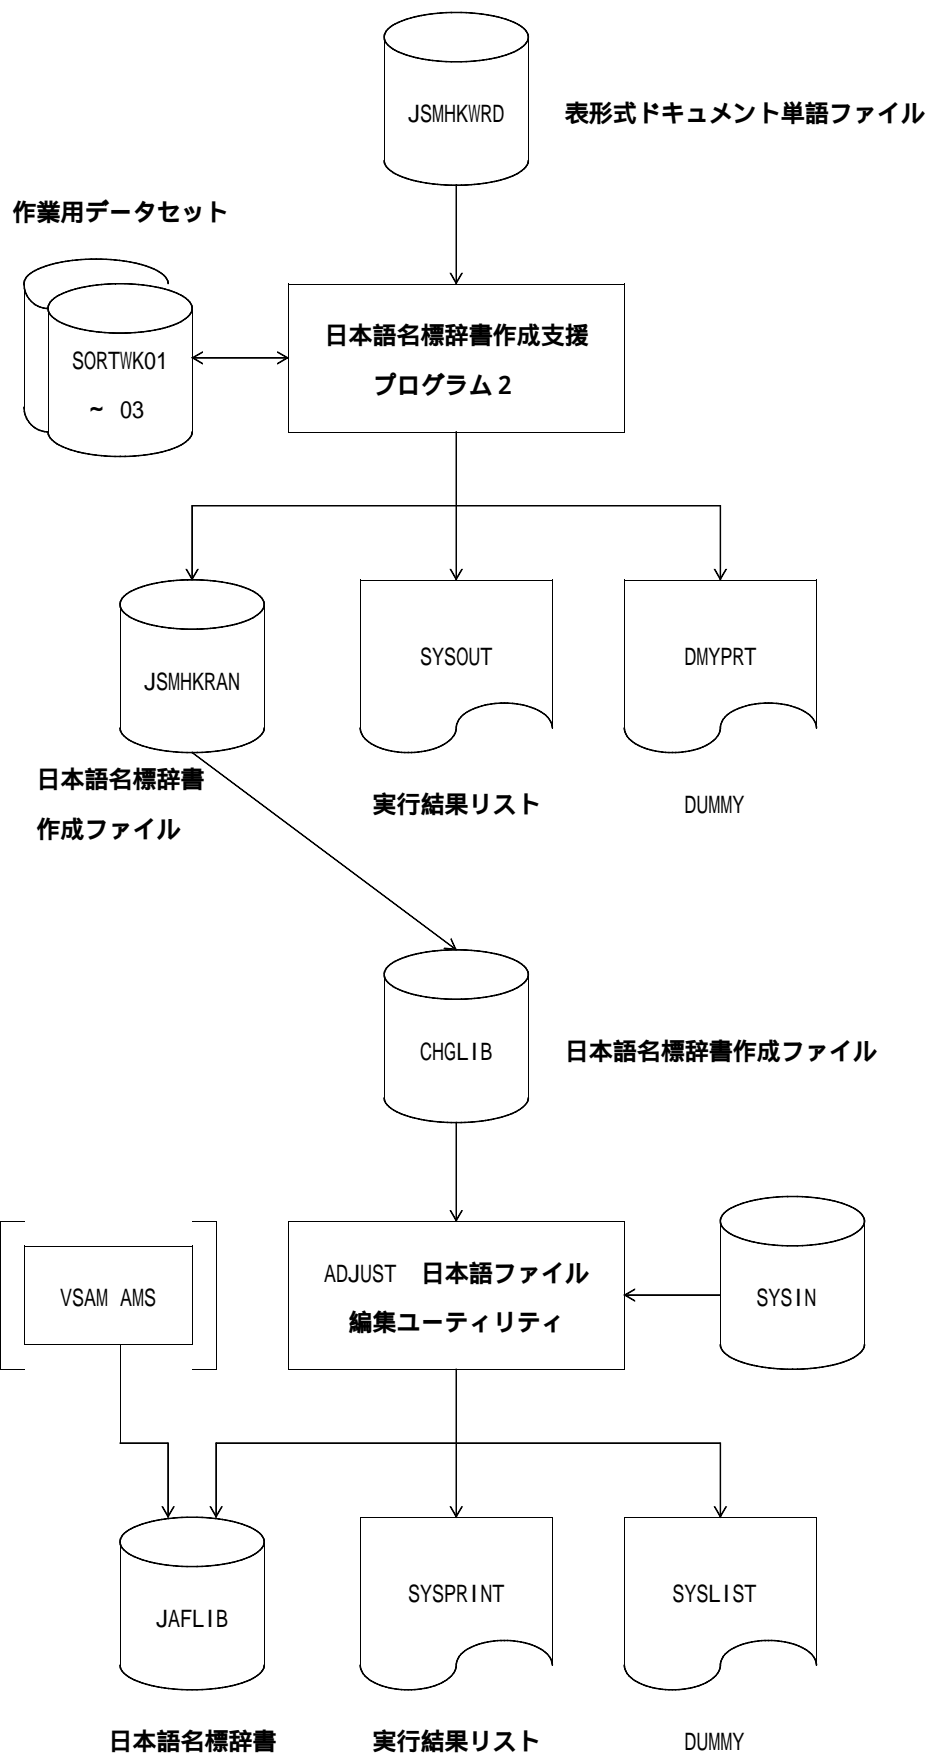 JSMHKWRD
表形式ドキュメント単語ファイル
作業用データセット
SORTWK01
~ 03
日本語名標辞書作成支援
プログラム2
JSMHKRAN
SYSOUT
DMYPRT
日本語名標辞書
作成ファイル
実行結果リスト
DUMMY
CHGLIB
日本語名標辞書作成ファイル
VSAM AMS
ADJUST 日本語ファイル
編集ユーティリティ
SYSIN
JAFLIB
SYSPRINT
SYSLIST
日本語名標辞書
実行結果リスト
DUMMY